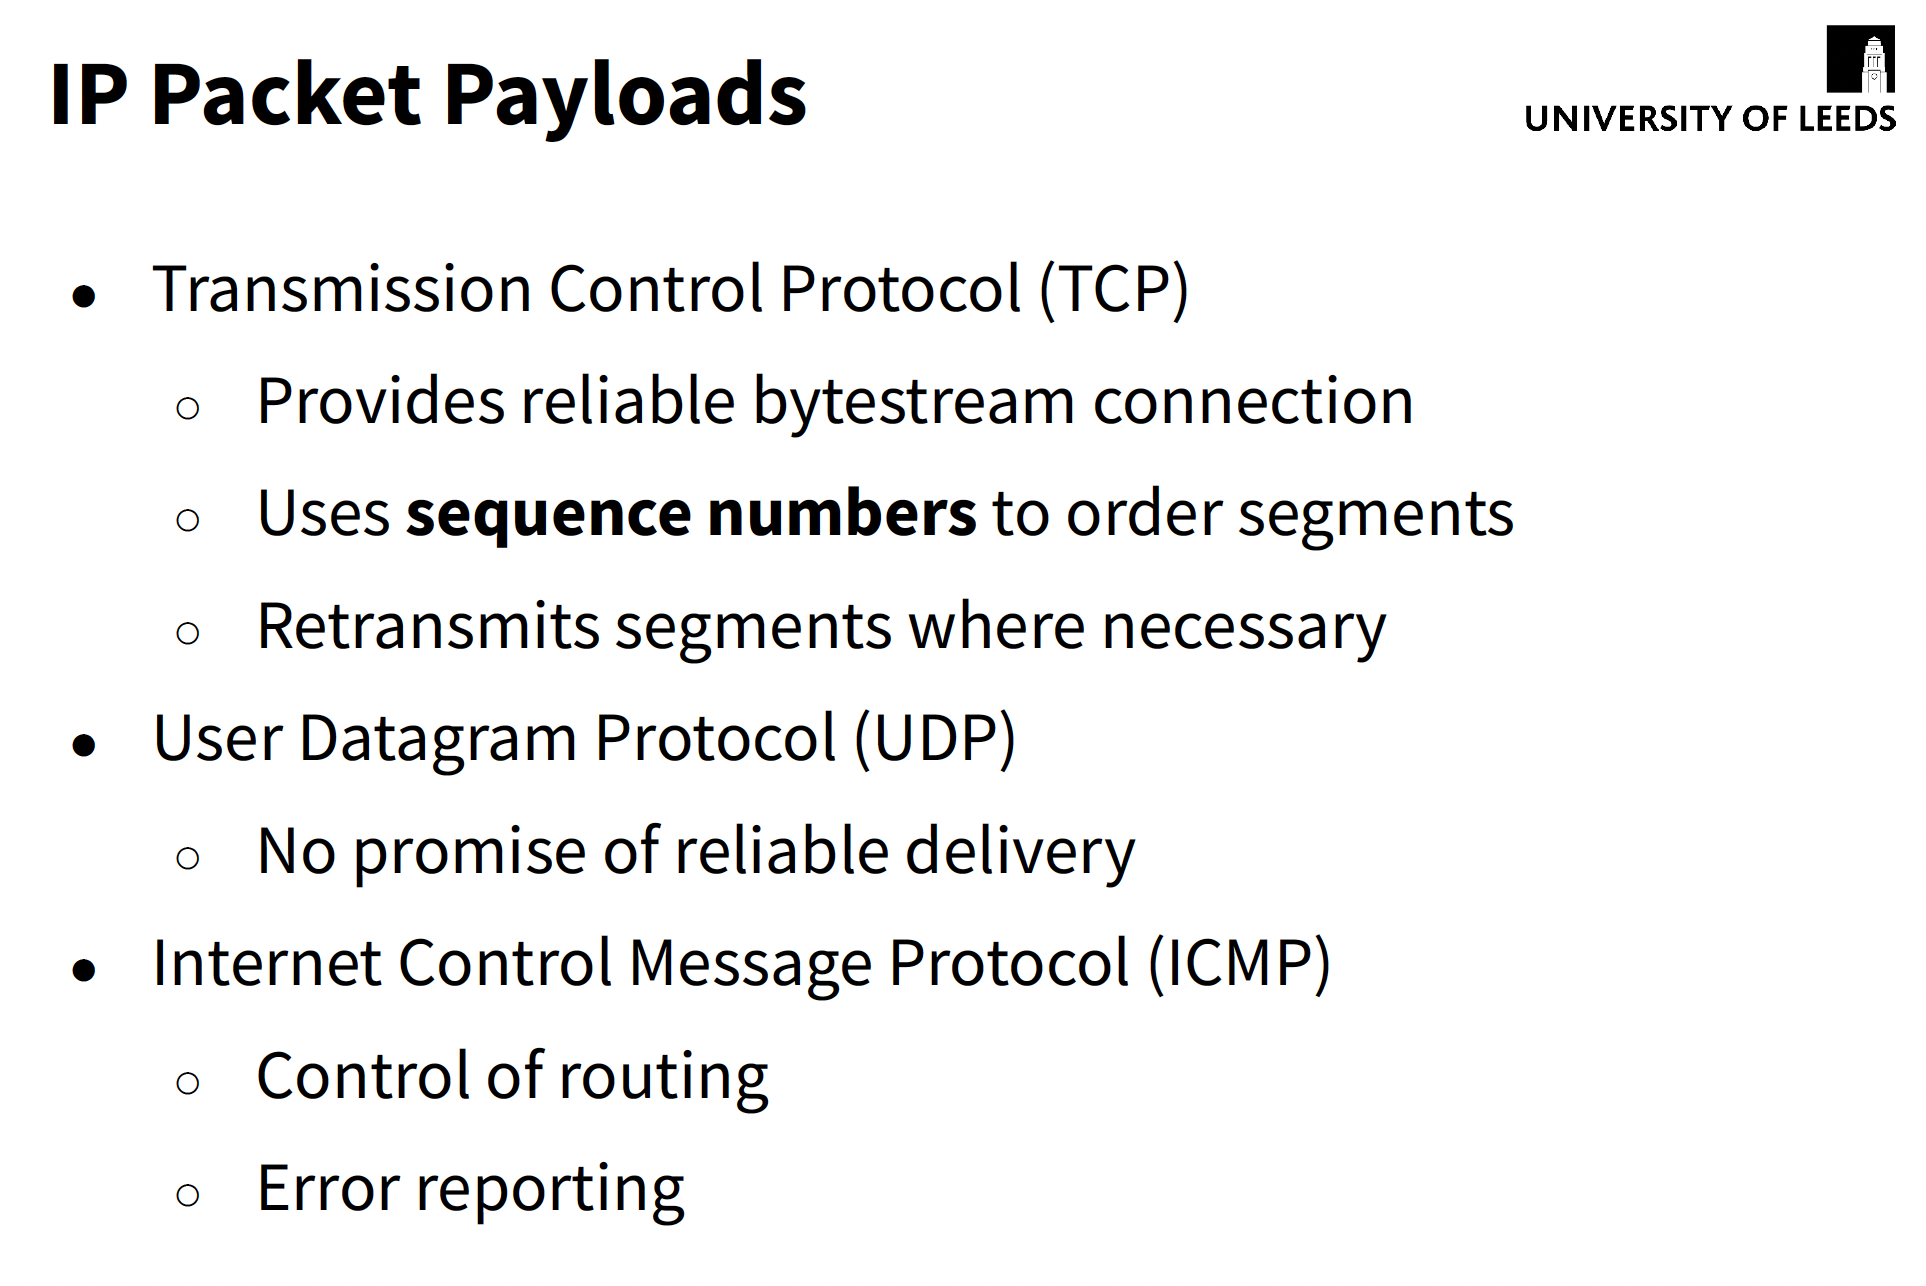 IP Packet Payloads
UNIVERSITY OF LEEDS
● Transmission Control Protocol (TCP)
○ Provides reliable bytestream connection
○ Uses sequence numbers to order segments
○ Retransmits segments where necessary
● User Datagram Protocol (UDP)
○ No promise of reliable delivery
● Internet Control Message Protocol (ICMP)
○ Control of routing
○ Error reporting